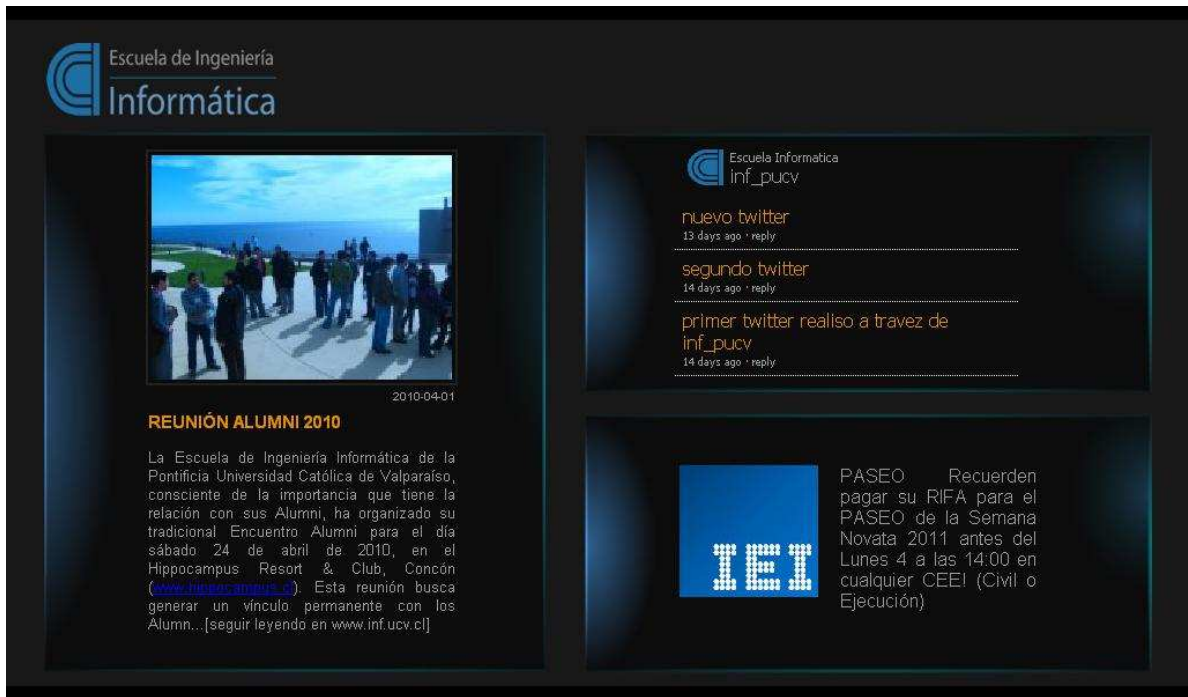 Escuela de Ingeniería
Informática
2010-04-01
REUNIÓN ALUMNI 2010
La Escuela de Ingeniería Informática de la
Pontificia Universidad Católica de Valparaíso,
consciente de la importancia que tiene la
relación con sus Alumni, ha organizado su
tradicional Encuentro Alumni para el día
sábado 24 de abril de 2010, en el
Hippocampus Resort & Club, Concón
(www.hippocampus.cl). Esta reunión busca
generar un vínculo permanente con los
Alumn...[seguir leyendo en www.inf.ucv.cl]
Escuela Informatica
inf_pucv
nuevo twitter
13 days ago · reply
segundo twitter
14 days ago · reply
primer twitter realiso a travez de
inf_pucv
14 days ago · reply
IEI
PASEO Recuerden
pagar su RIFA para el
PASEO de la Semana
Novata 2011 antes del
Lunes 4 a las 14:00 en
cualquier CEE! (Civil o
Ejecución)